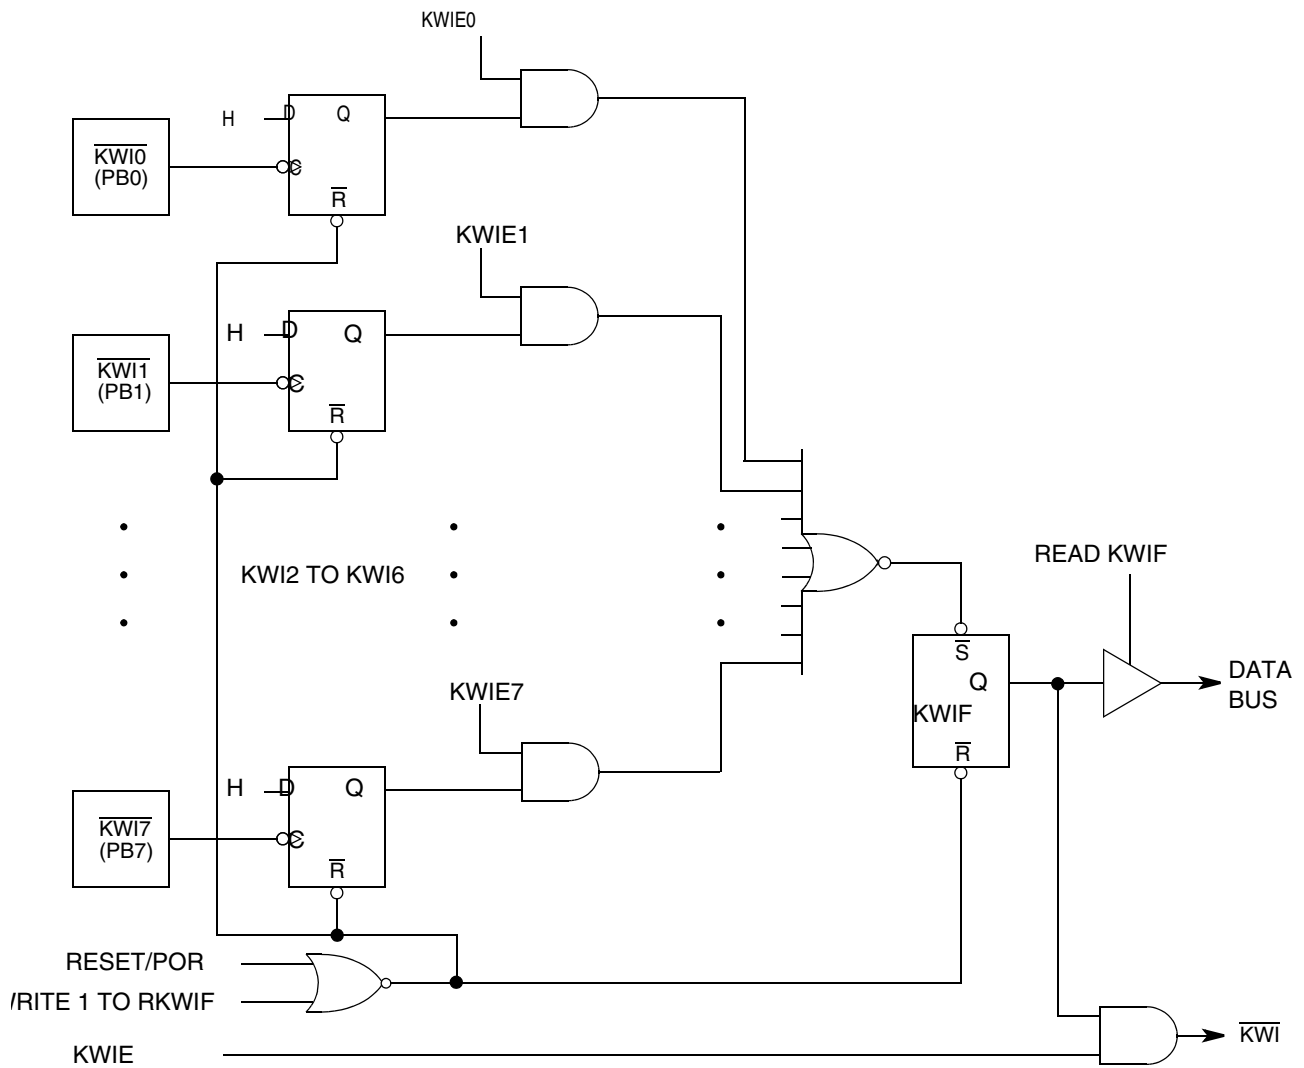 KWIE0
H D Q
KWI0
(PB0)
C
R
KWIE1
H D Q
KWI1
(PB1)
C
R
KWI2 TO KWI6
READ KWIF
S
Q
KWIF
R
DATA
BUS
KWIE7
H D Q
KWI7
(PB7)
C
R
RESET/POR
1 TO RKWIF
KWIE
KWI